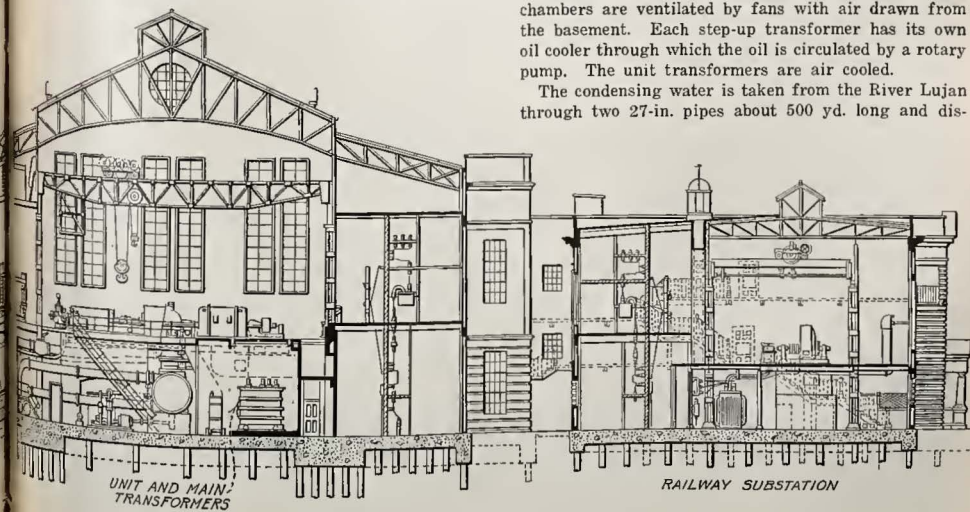 chambers are ventilated by fans with air drawn from
the basement. Each step-up transformer has its own
oil cooler through which the oil is circulated by a rotary
pump. The unit transformers are air cooled.
The condensing water is taken from the River Lujan
through two 27-in. pipes about 500 yd. long and dis-
UNIT AND MAIN
TRANSFORMERS
RAILWAY SUBSTATION